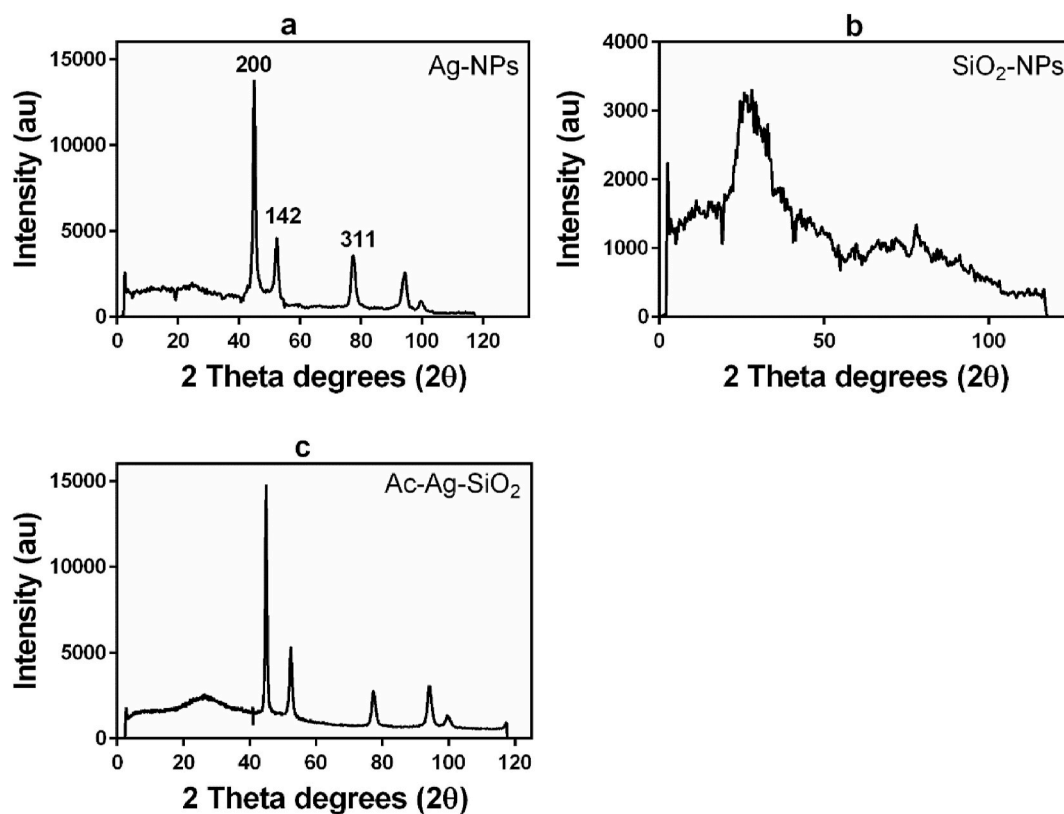 a
15000
10000
5000
0
Intensity (au)
200
142
311
Ag-NPs
0 20 40 60 80 100 120
2 Theta degrees (2θ)
b
4000
3000
2000
1000
0
Intensity (au)
SiO₂-NPs
0 50 100
2 Theta degrees (2θ)
c
15000
10000
5000
0
Intensity (au)
Ac-Ag-SiO₂
0 20 40 60 80 100 120
2 Theta degrees (2θ)